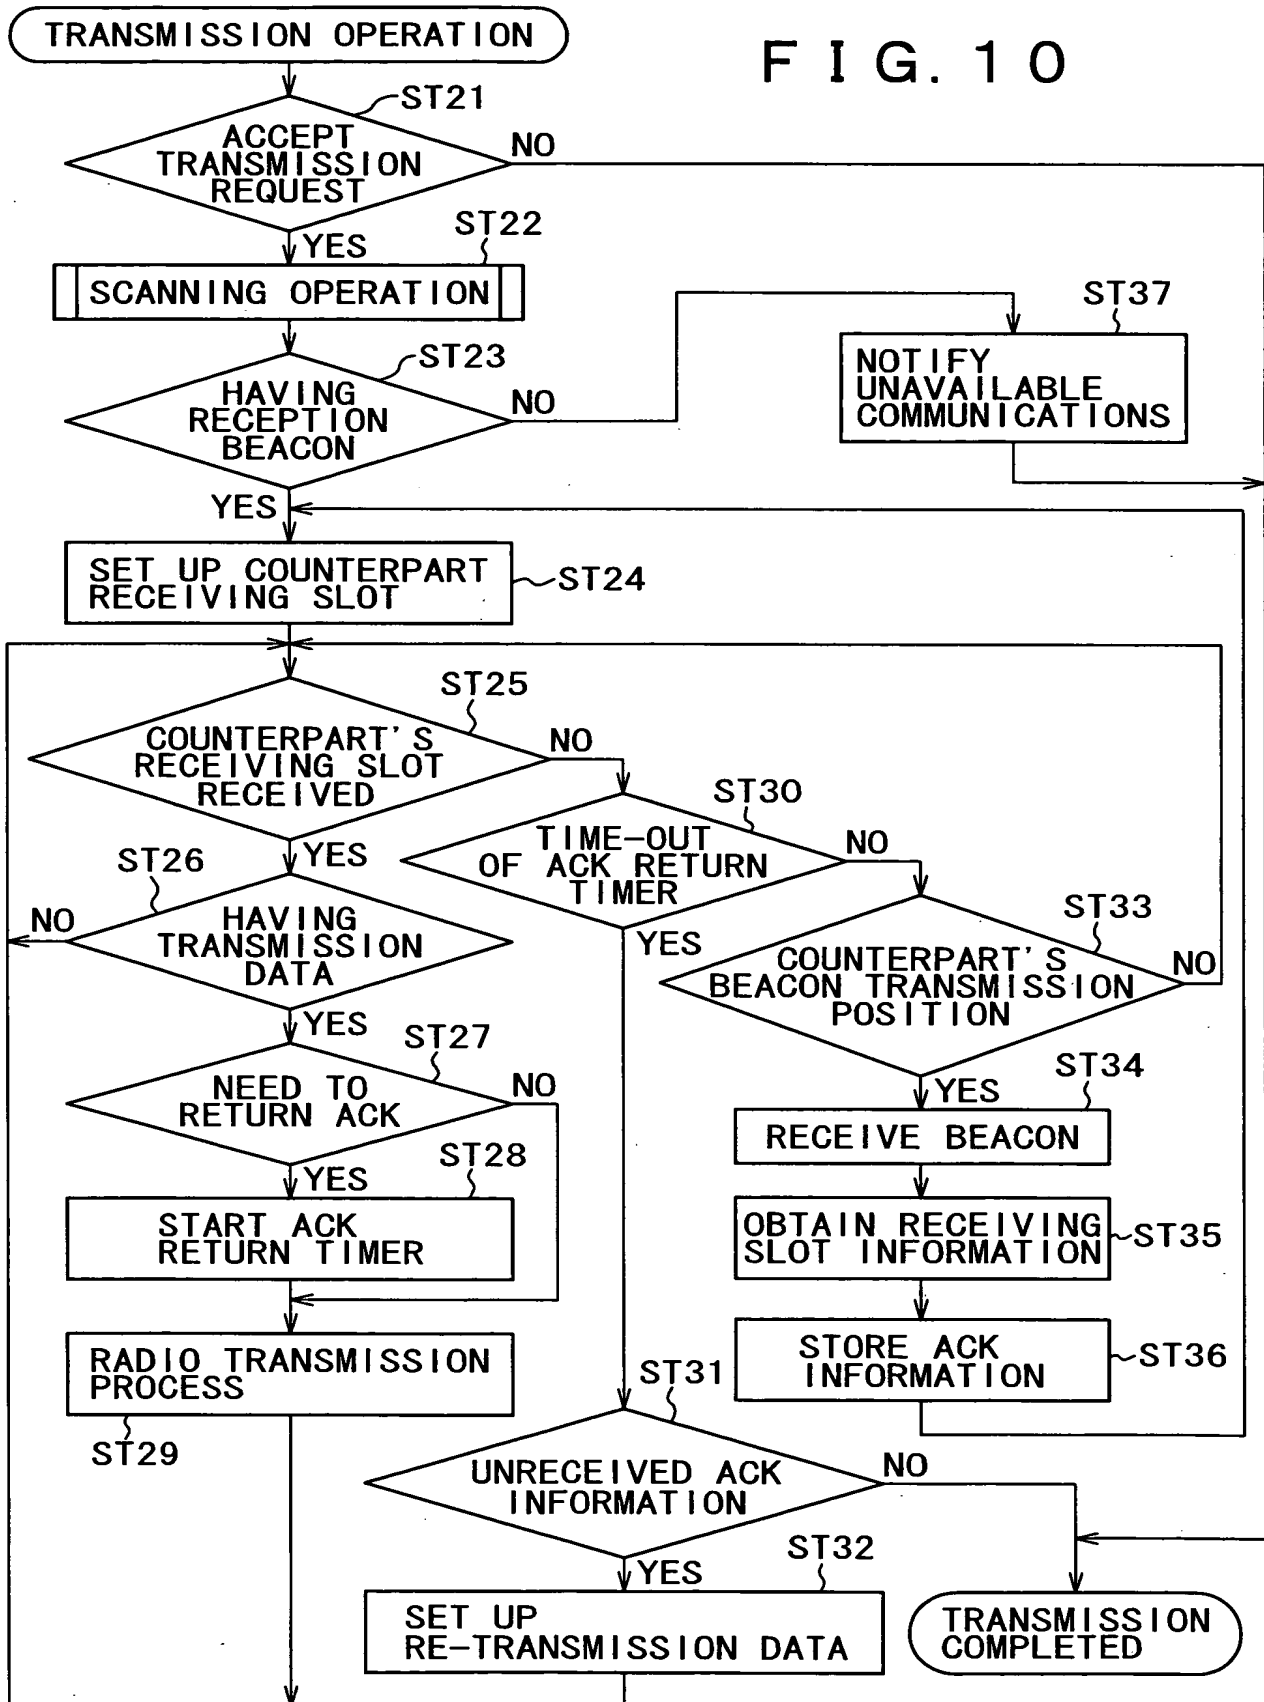 TRANSMISSION OPERATION
FIG. 10
ST21
ACCEPT
TRANSMISSION
REQUEST
NO
YES
ST22
SCANNING OPERATION
ST23
HAVING
RECEPTION
BEACON
NO
ST37
NOTIFY
UNAVAILABLE
COMMUNICATIONS
YES
SET UP COUNTERPART
RECEIVING SLOT
ST24
ST25
COUNTERPART'S
RECEIVING SLOT
RECEIVED
NO
YES
ST30
TIME-OUT
OF ACK RETURN
TIMER
NO
YES
ST26
HAVING
TRANSMISSION
DATA
NO
YES
ST33
COUNTERPART'S
BEACON TRANSMISSION
POSITION
NO
YES
ST27
NEED TO
RETURN ACK
NO
YES
ST34
RECEIVE BEACON
ST28
START ACK
RETURN TIMER
OBTAIN RECEIVING
SLOT INFORMATION
ST35
RADIO TRANSMISSION
PROCESS
ST29
STORE ACK
INFORMATION
ST36
ST31
UNRECEIVED ACK
INFORMATION
NO
YES
ST32
SET UP
RE-TRANSMISSION DATA
TRANSMISSION
COMPLETED